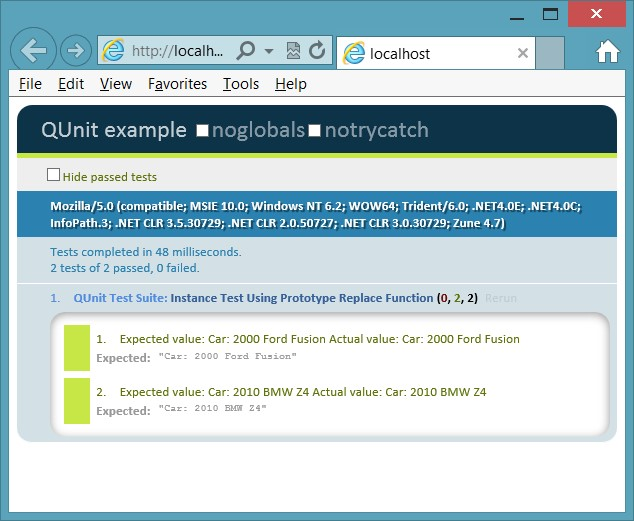 http://localh...
localhost
File Edit View Favorites Tools Help
QUnit example noglobals notrycatch
Hide passed tests
Mozilla/5.0 (compatible; MSIE 10.0; Windows NT 6.2; WOW64; Trident/6.0; .NET4.0E; .NET4.0C;
InfoPath.3; .NET CLR 3.5.30729; .NET CLR 2.0.50727; .NET CLR 3.0.30729; Zune 4.7)
Tests completed in 48 milliseconds.
2 tests of 2 passed, 0 failed.
1. QUnit Test Suite: Instance Test Using Prototype Replace Function (0, 2, 2) Rerun
1. Expected value: Car: 2000 Ford Fusion Actual value: Car: 2000 Ford Fusion
Expected: "Car: 2000 Ford Fusion"
2. Expected value: Car: 2010 BMW Z4 Actual value: Car: 2010 BMW Z4
Expected: "Car: 2010 BMW Z4"